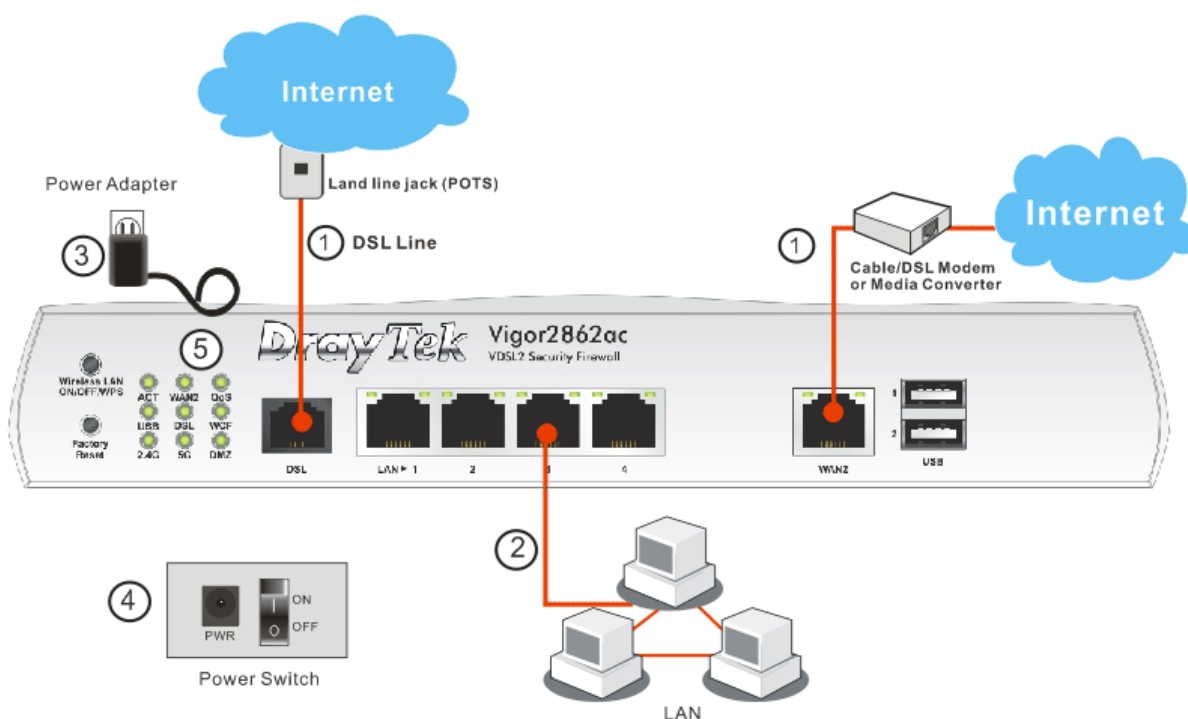 Internet
Internet
Power Adapter
Land line jack (POTS)
3
1 DSL Line
1
Cable/DSL Modem
or Media Converter
5
DrayTek
Vigor2862ac
VDSL2 Security Firewall
Wireless LAN
ON/OFF/WPS
ACT WAN2 QoS
USB DSL WCF
2.4G 5G DMZ
Factory
Reset
DSL
LAN▶ 1 2 3 4
WAN2
1
2
USB
2
4
PWR
ON
I
O
OFF
Power Switch
LAN